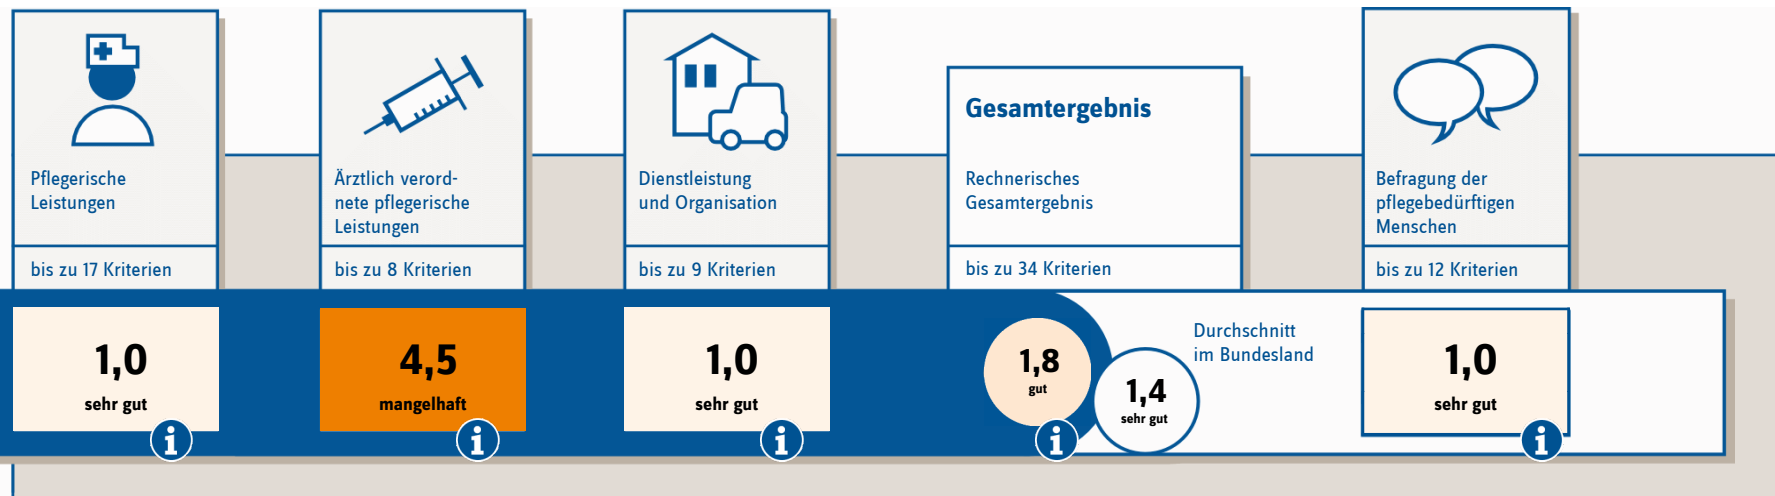 Pflegerische
Leistungen
bis zu 17 Kriterien
1,0
sehr gut
Ärztlich verord-
nete pflegerische
Leistungen
bis zu 8 Kriterien
4,5
mangelhaft
Dienstleistung
und Organisation
bis zu 9 Kriterien
1,0
sehr gut
Gesamtergebnis
Rechnerisches
Gesamtergebnis
bis zu 34 Kriterien
1,8
gut
Durchschnitt
im Bundesland
1,4
sehr gut
Befragung der
pflegebedürftigen
Menschen
bis zu 12 Kriterien
1,0
sehr gut